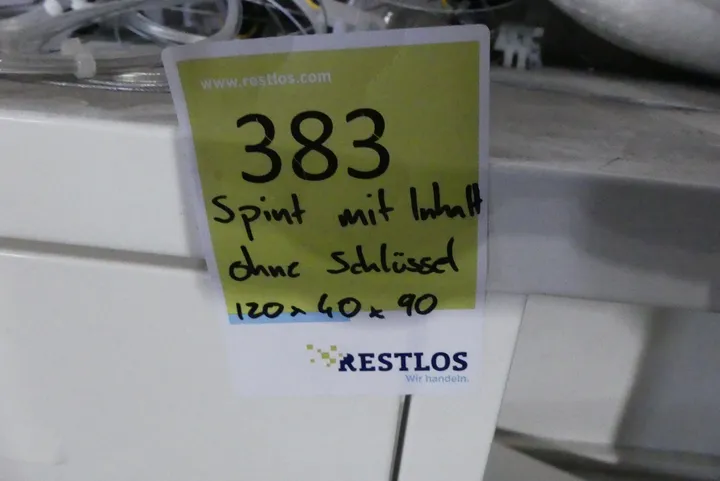 www.restlos.com
383
Spint mit Inhalt
ohne Schlüssel
120 x 40 x 90
RESTLOS
Wir handeln.